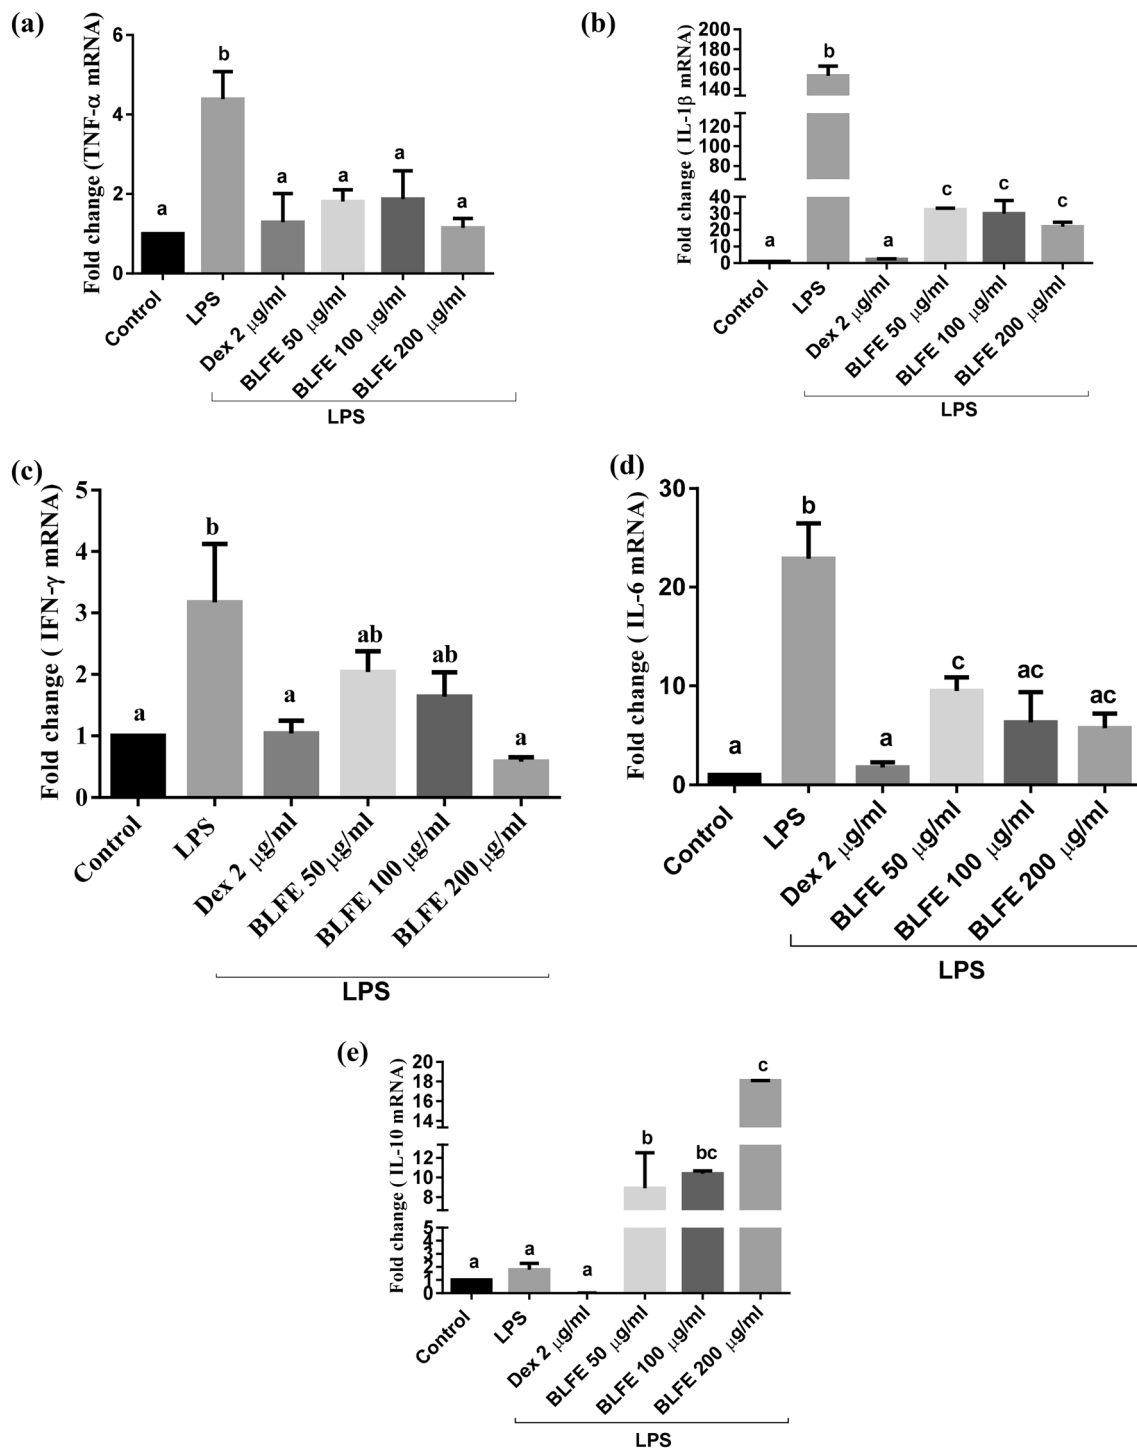 (a)
Fold change (TNF-α mRNA)
6
4
2
0
a
b
a
a
a
a
Control
LPS
Dex 2 μg/ml
BLFE 50 μg/ml
BLFE 100 μg/ml
BLFE 200 μg/ml
LPS
(b)
Fold change ( IL-1β mRNA)
200
180
160
140
120
100
80
60
40
30
20
10
0
a
b
a
c
c
c
Control
LPS
Dex 2 μg/ml
BLFE 50 μg/ml
BLFE 100 μg/ml
BLFE 200 μg/ml
LPS
(c)
Fold change ( IFN-γ mRNA)
5
4
3
2
1
0
a
b
a
ab
ab
a
Control
LPS
Dex 2 μg/ml
BLFE 50 μg/ml
BLFE 100 μg/ml
BLFE 200 μg/ml
LPS
(d)
Fold change ( IL-6 mRNA)
30
20
10
0
a
b
a
c
ac
ac
Control
LPS
Dex 2 μg/ml
BLFE 50 μg/ml
BLFE 100 μg/ml
BLFE 200 μg/ml
LPS
(e)
Fold change ( IL-10 mRNA)
20
18
16
14
12
10
8
5
4
3
2
1
0
a
a
a
b
bc
c
Control
LPS
Dex 2 μg/ml
BLFE 50 μg/ml
BLFE 100 μg/ml
BLFE 200 μg/ml
LPS